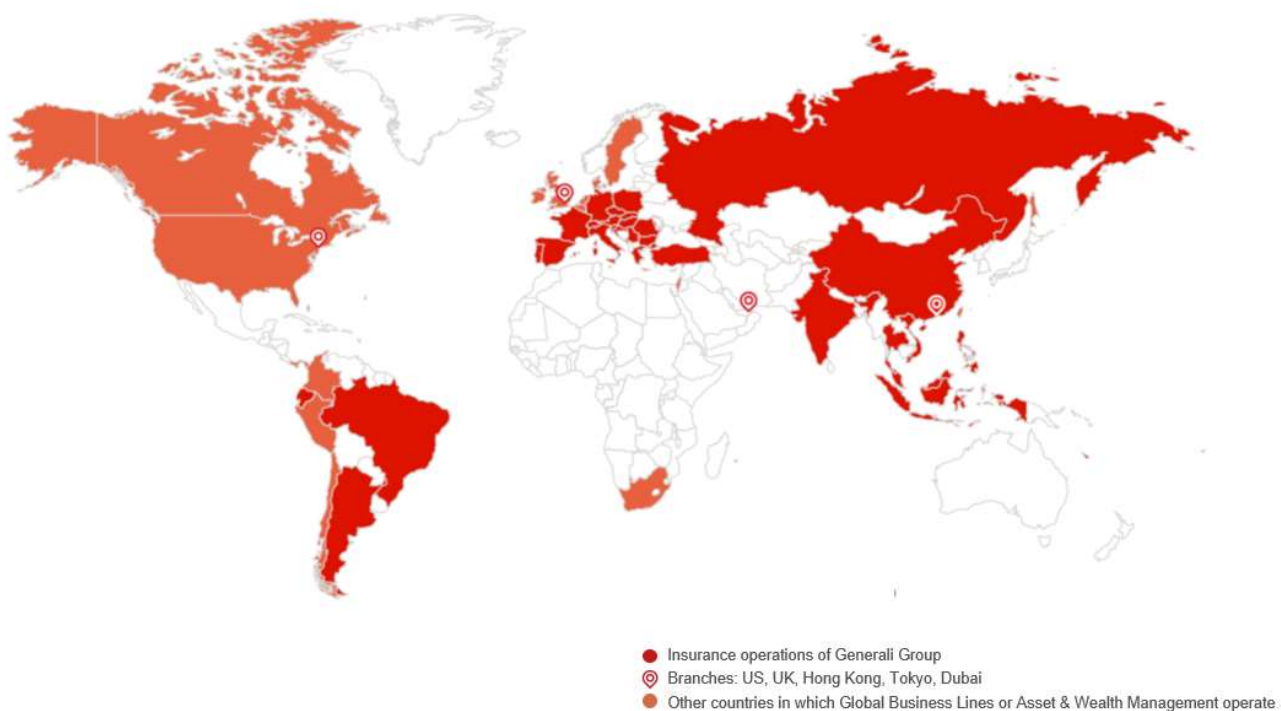 Insurance operations of Generali Group
Branches: US, UK, Hong Kong, Tokyo, Dubai
Other countries in which Global Business Lines or Asset & Wealth Management operate